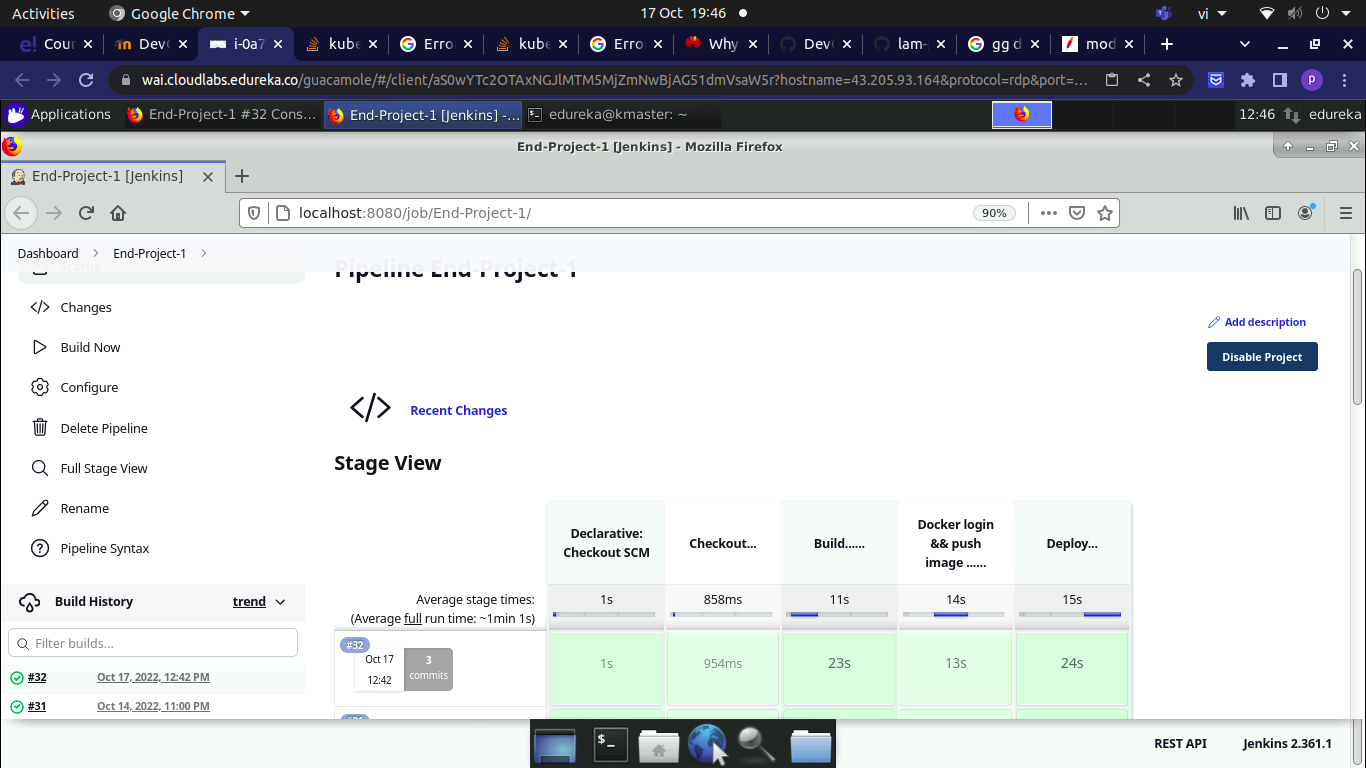 Activities
Google Chrome
17 Oct 19:46
vi
Cour
DevO
i-0a7
kube
Erro
kube
Erro
Why
Dev
lam-
gg d
mod
wai.cloudlabs.edureka.co/guacamole/#/client/aS0wYTc2OTAxNGJlMTM5MjZmNwBjAG51dmVsaW5r?hostname=43.205.93.164&protocol=rdp&port=...
p
Applications
End-Project-1 #32 Cons...
End-Project-1 [Jenkins] -...
edureka@kmaster: ~
12:46
edureka
End-Project-1 [Jenkins] - Mozilla Firefox
End-Project-1 [Jenkins]
localhost:8080/job/End-Project-1/
90%
Dashboard
End-Project-1
Status
Pipeline End-Project-1
Changes
Build Now
Configure
Delete Pipeline
Full Stage View
Rename
Pipeline Syntax
Add description
Disable Project
Recent Changes
Stage View
Declarative: Checkout SCM
Checkout...
Build......
Docker login && push image ......
Deploy...
Average stage times:
1s
858ms
11s
14s
15s
(Average full run time: ~1min 1s)
Build History
trend
Filter builds...
#32
Oct 17
12:42
3
commits
1s
954ms
23s
13s
24s
#32
Oct 17, 2022, 12:42 PM
#31
Oct 14, 2022, 11:00 PM
REST API
Jenkins 2.361.1